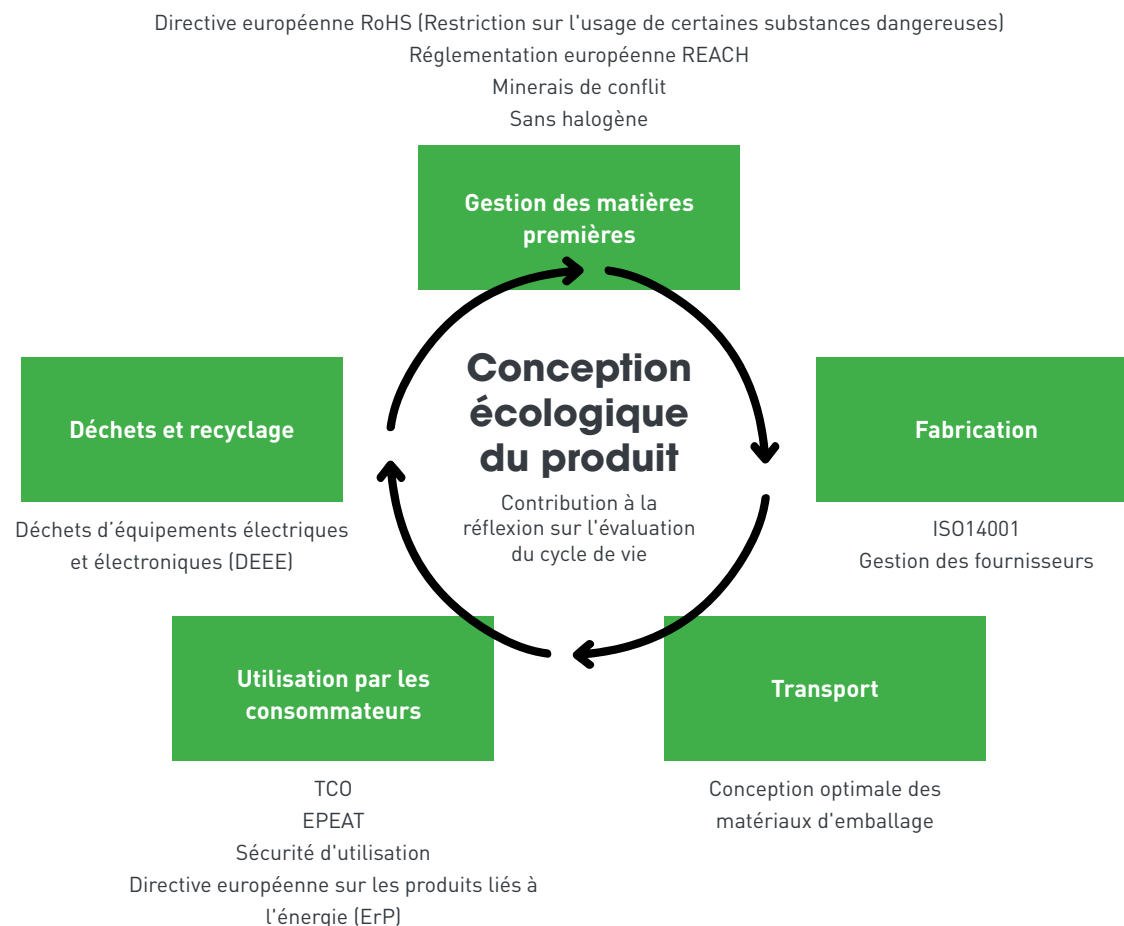 Directive européenne RoHS (Restriction sur l'usage de certaines substances dangereuses)
Réglementation européenne REACH
Minerais de conflit
Sans halogène
Gestion des matières
premières
Conception
écologique
du produit
Contribution à la
réflexion sur l'évaluation
du cycle de vie
Déchets et recyclage
Déchets d’équipements électriques
et électroniques (DEEE)
Fabrication
ISO14001
Gestion des fournisseurs
Utilisation par les
consommateurs
TCO
EPEAT
Sécurité d'utilisation
Directive européenne sur les produits liés à
l'énergie (ErP)
Transport
Conception optimale des
matériaux d'emballage